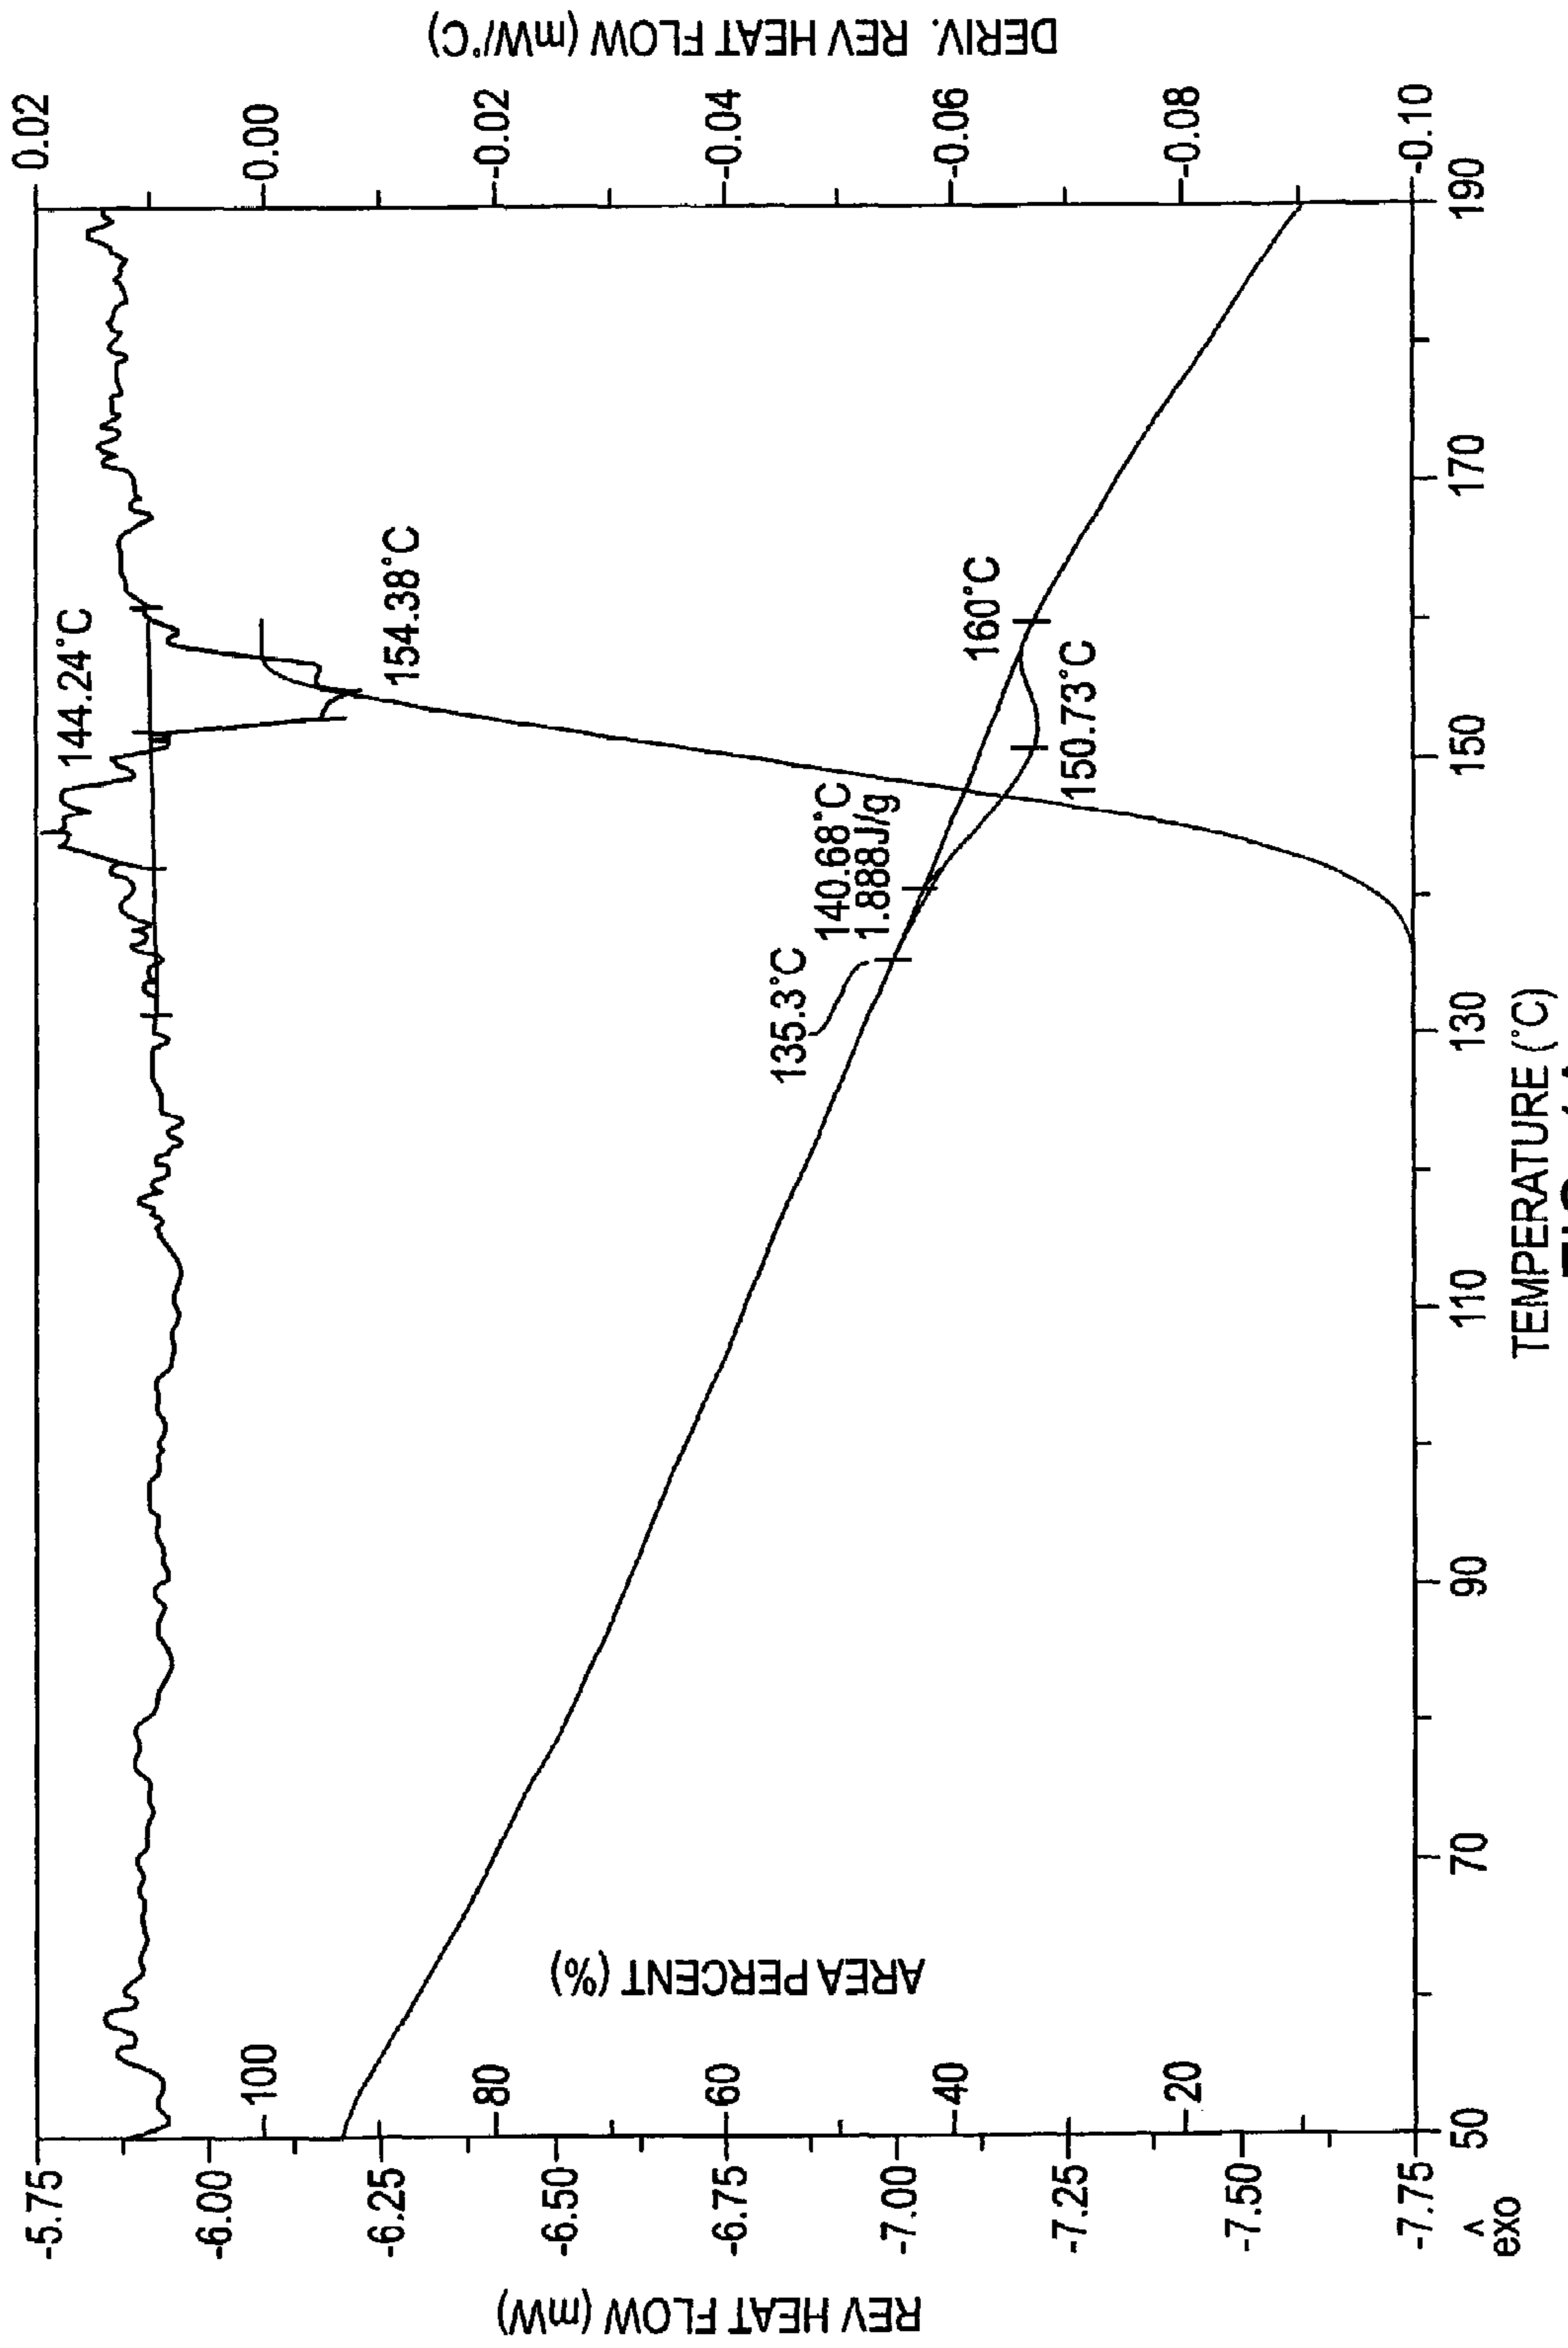 REV HEAT FLOW (mW)
-5.75
-6.00
-6.25
-6.50
-6.75
-7.00
-7.25
-7.50
-7.75
^
exo
AREA PERCENT (%)
100
80
60
40
20
144.24°C
154.38°C
135.3°C
140.68°C
1.888J/g
150.73°C
160°C
50
70
90
110
130
150
170
190
TEMPERATURE (°C)
0.02
-0.00
-0.02
-0.04
-0.06
-0.08
-0.10
DERIV. REV HEAT FLOW (mW/°C)